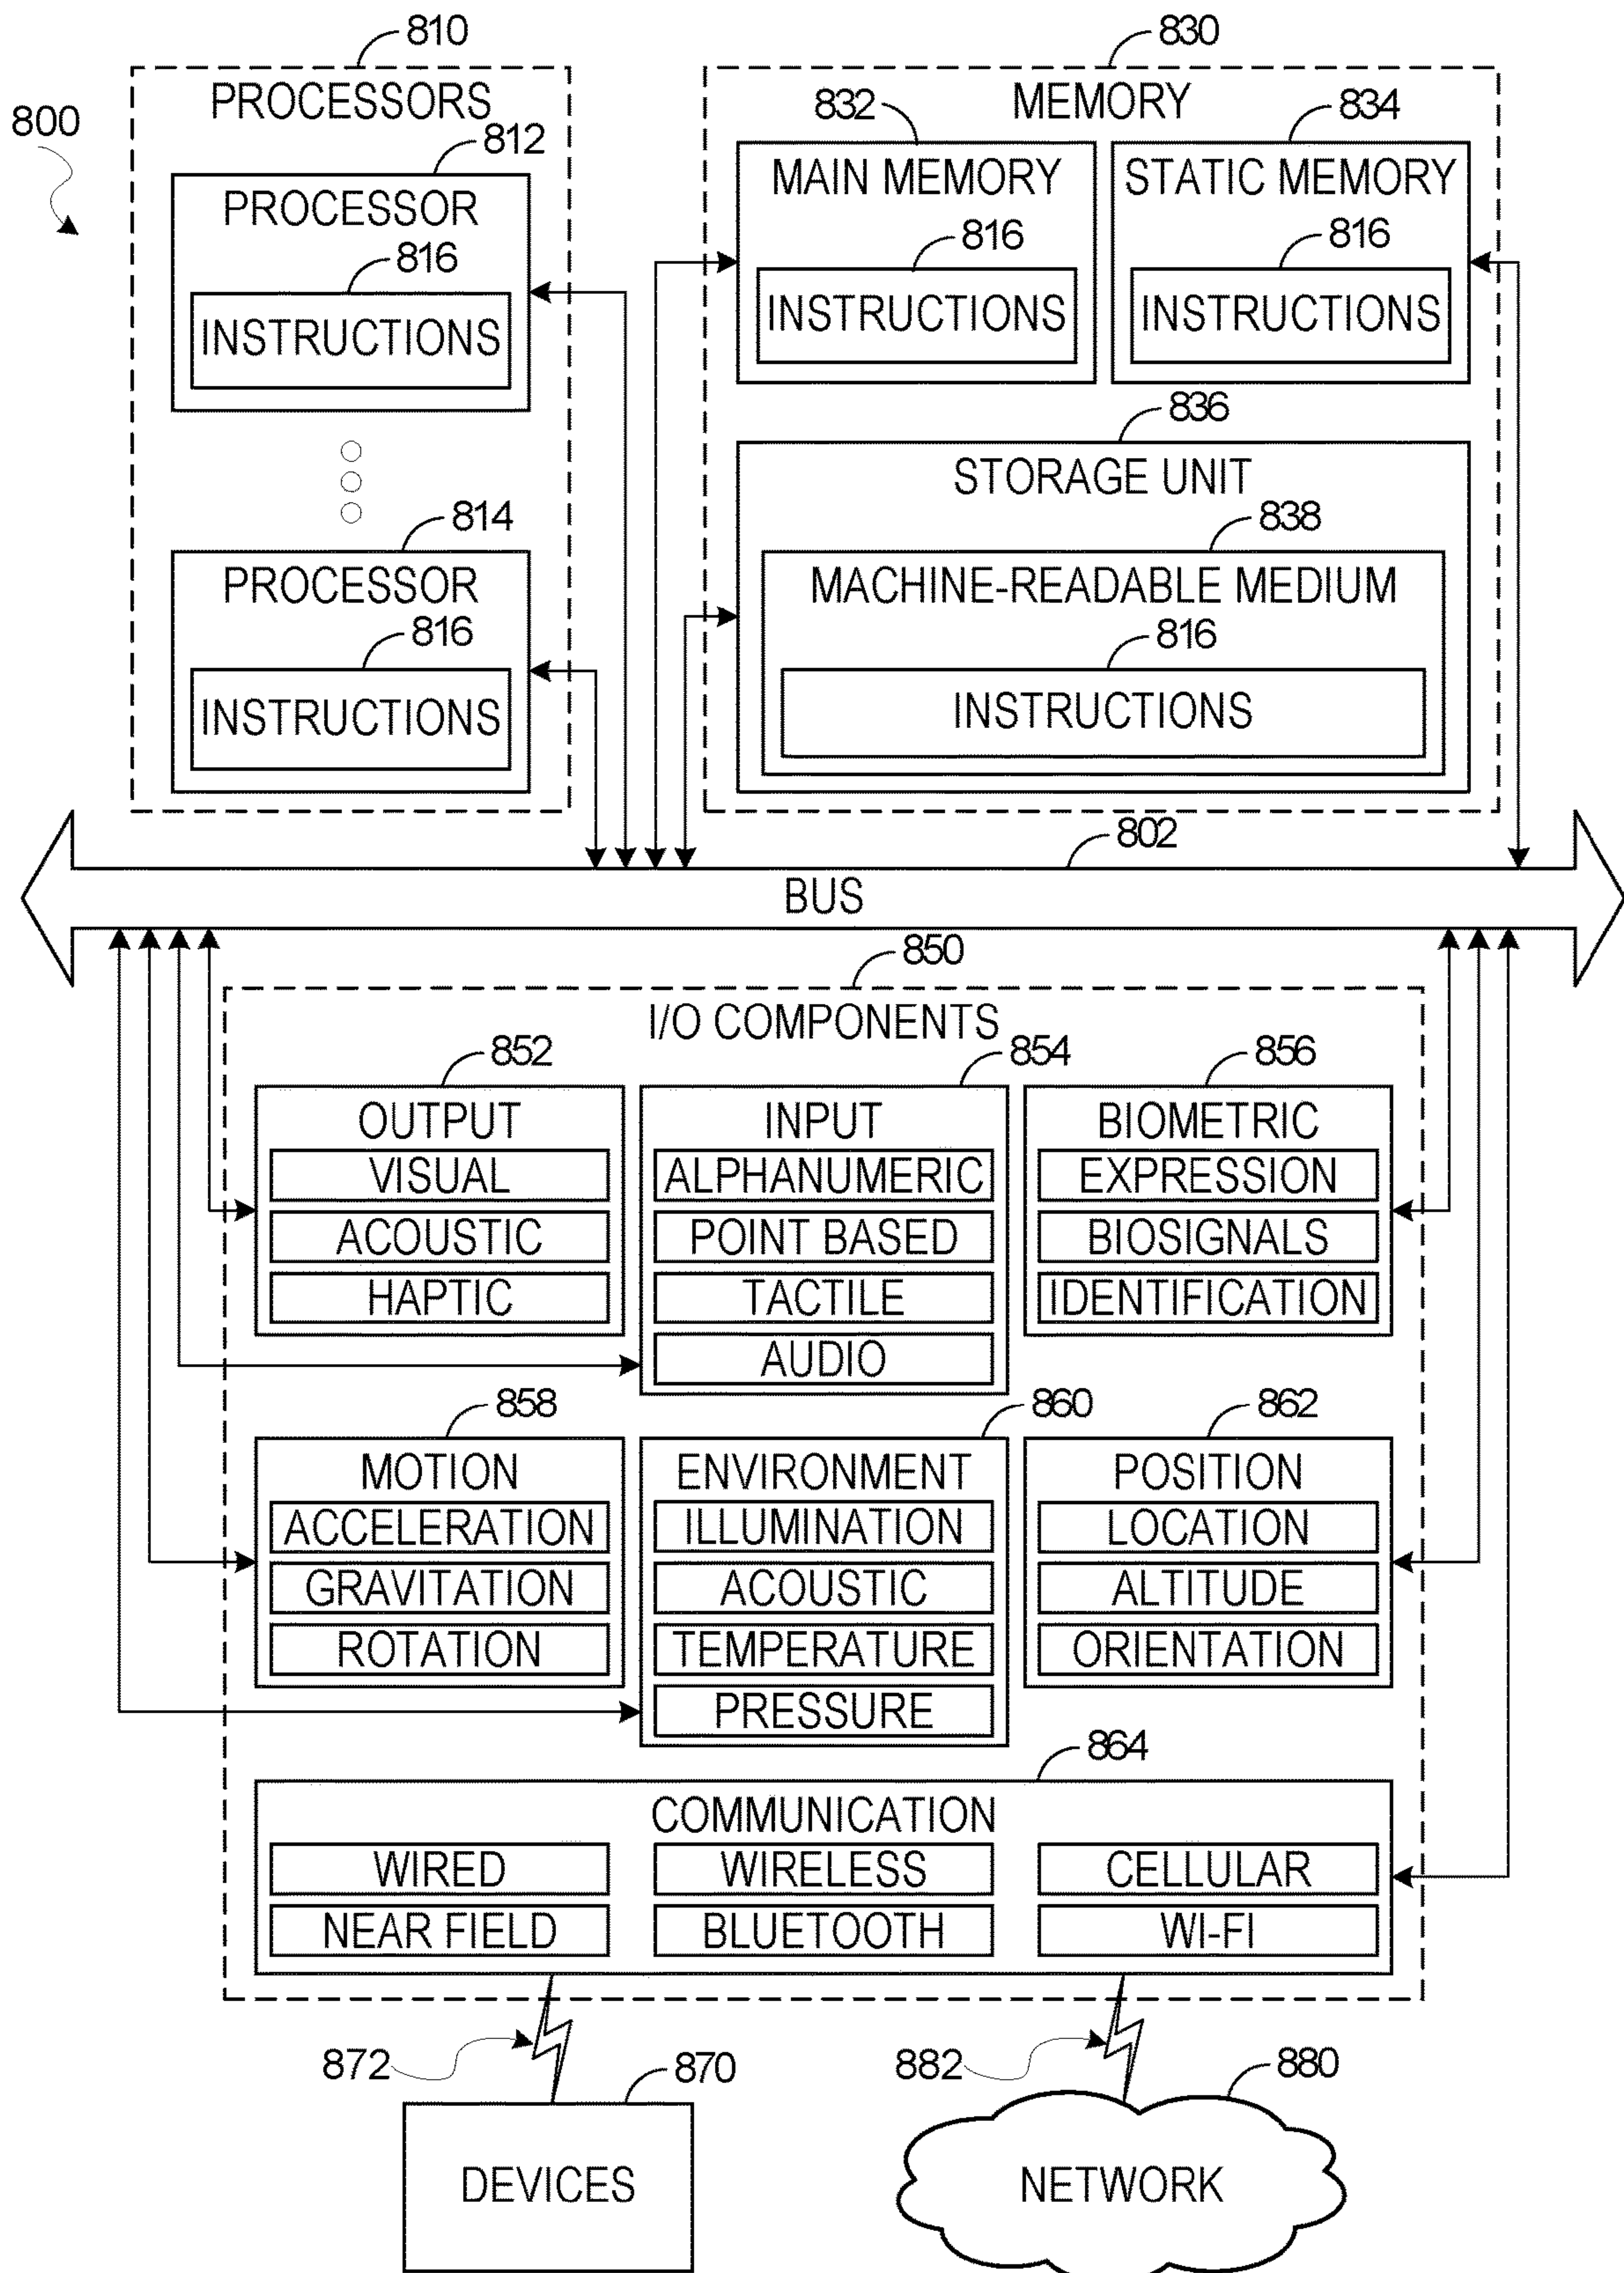 810
830
800
PROCESSORS
MEMORY
812
832
834
PROCESSOR
MAIN MEMORY
STATIC MEMORY
816
816
816
INSTRUCTIONS
INSTRUCTIONS
INSTRUCTIONS
836
STORAGE UNIT
814
838
PROCESSOR
MACHINE-READABLE MEDIUM
816
816
INSTRUCTIONS
INSTRUCTIONS
802
BUS
850
I/O COMPONENTS
852
854
856
OUTPUT
INPUT
BIOMETRIC
VISUAL
ALPHANUMERIC
EXPRESSION
ACOUSTIC
POINT BASED
BIOSIGNALS
HAPTIC
TACTILE
IDENTIFICATION
AUDIO
858
860
862
MOTION
ENVIRONMENT
POSITION
ACCELERATION
ILLUMINATION
LOCATION
GRAVITATION
ACOUSTIC
ALTITUDE
ROTATION
TEMPERATURE
ORIENTATION
PRESSURE
864
COMMUNICATION
WIRED
WIRELESS
CELLULAR
NEAR FIELD
BLUETOOTH
WI-FI
872
870
882
880
DEVICES
NETWORK